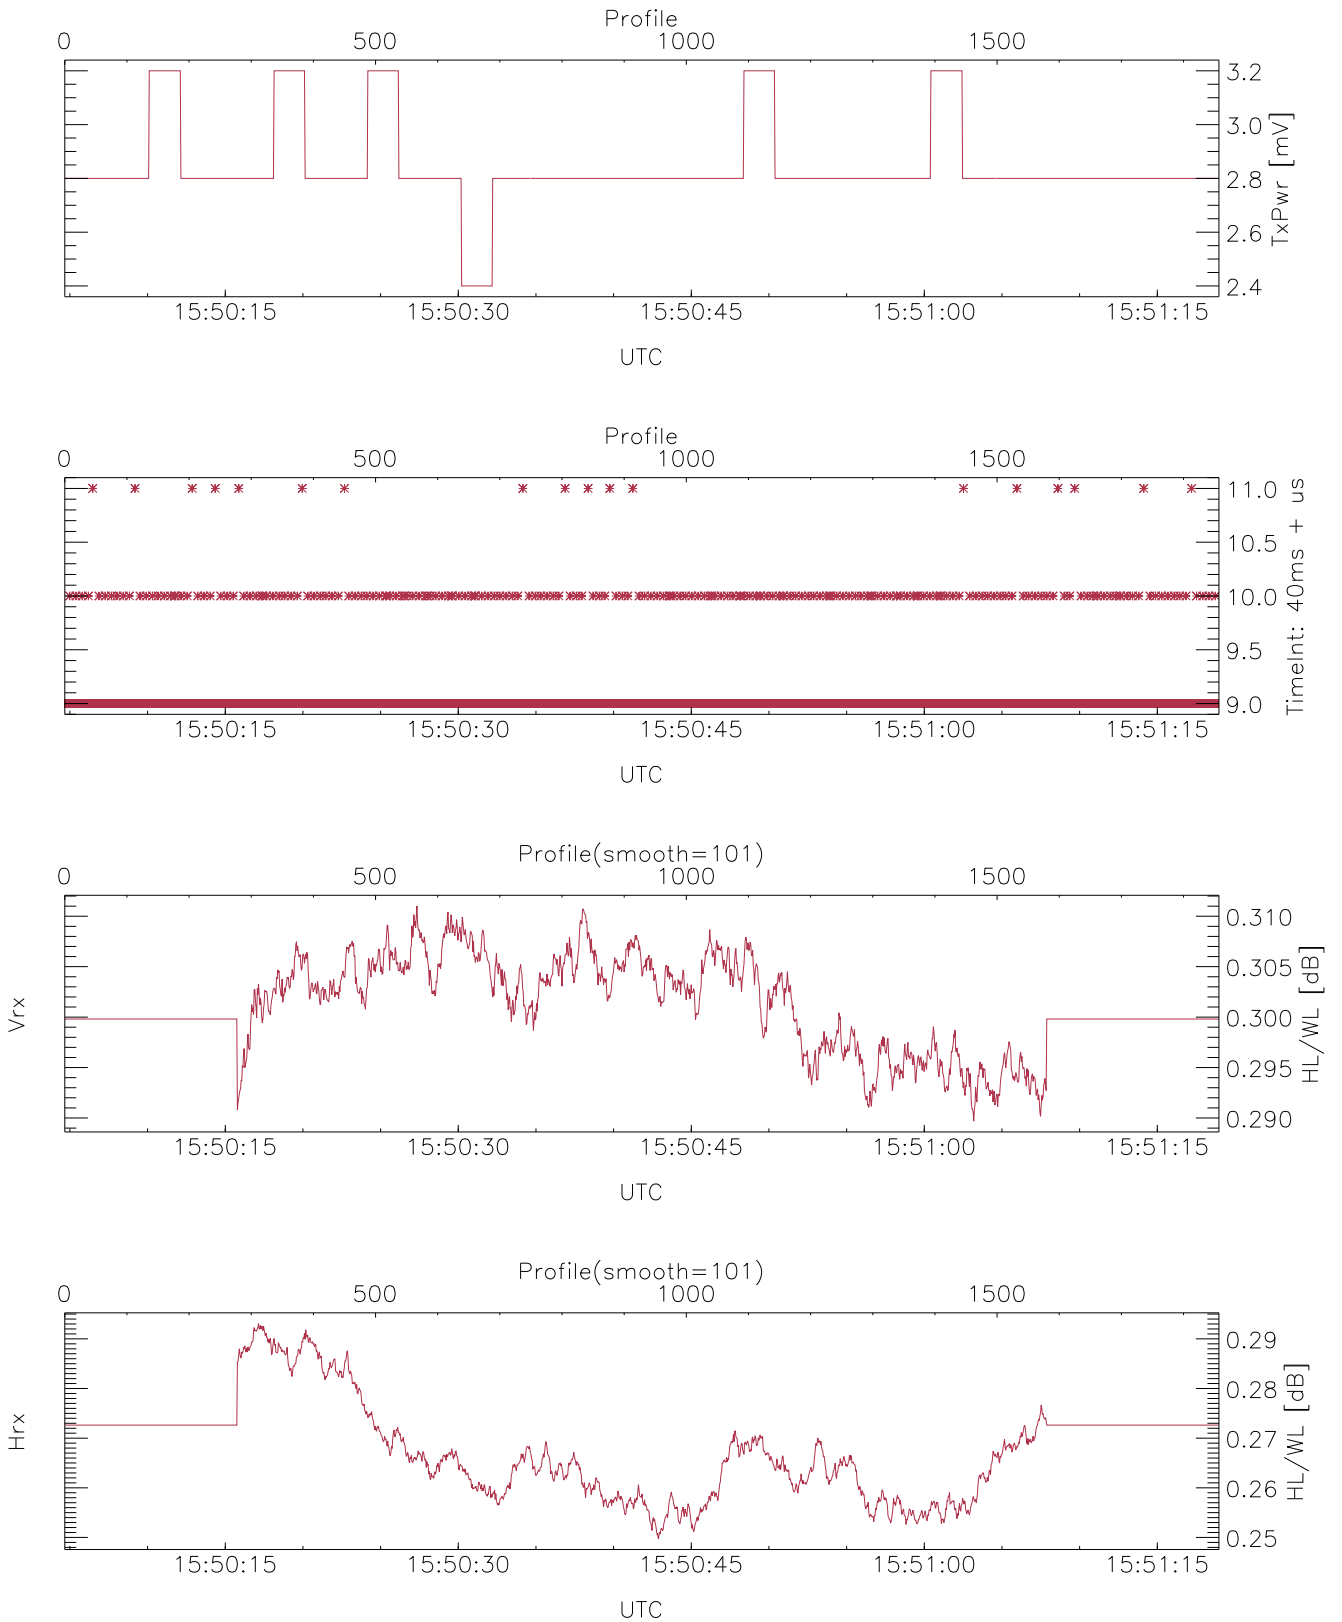 Profile
0 500 1000 1500
3.2
3.0
2.8
2.6
2.4
TxPwr [mV]
15:50:15 15:50:30 15:50:45 15:51:00 15:51:15
UTC
Profile
0 500 1000 1500
11.0
10.5
10.0
9.5
9.0
TimeInt: 40ms + us
15:50:15 15:50:30 15:50:45 15:51:00 15:51:15
UTC
Profile(smooth=101)
0 500 1000 1500
Vrx
0.310
0.305
0.300
0.295
0.290
HL/WL [dB]
15:50:15 15:50:30 15:50:45 15:51:00 15:51:15
UTC
Profile(smooth=101)
0 500 1000 1500
Hrx
0.29
0.28
0.27
0.26
0.25
HL/WL [dB]
15:50:15 15:50:30 15:50:45 15:51:00 15:51:15
UTC